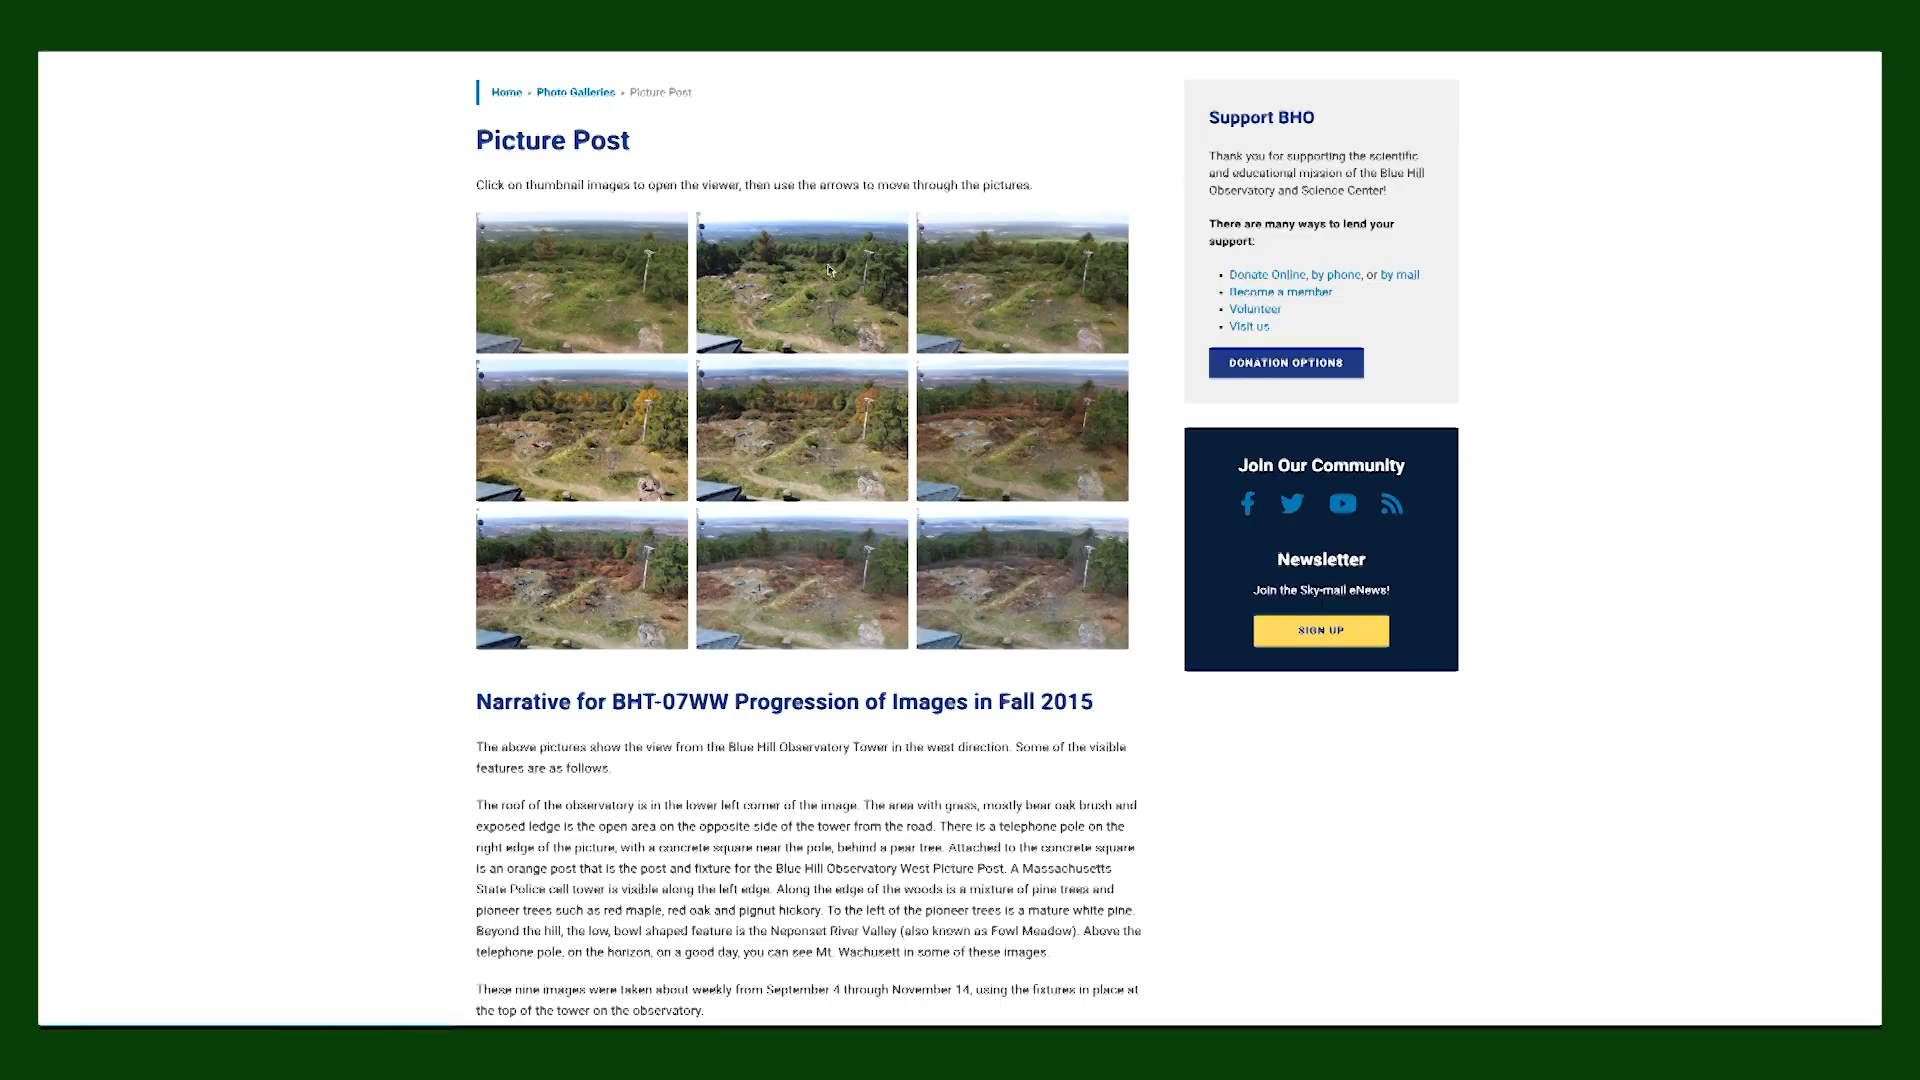 Home » Photo Galleries » Picture Post
Picture Post
Click on thumbnail images to open the viewer, then use the arrows to move through the pictures.
Narrative for BHT-07WW Progression of Images in Fall 2015
The above pictures show the view from the Blue Hill Observatory Tower in the west direction. Some of the visible
features are as follows.
The roof of the observatory is in the lower left corner of the image. The area with grass, mostly bear oak brush and
exposed ledge is the open area on the opposite side of the tower from the road. There is a telephone pole on the
right edge of the picture, with a concrete square near the pole, behind a pear tree. Attached to the concrete square
is an orange post that is the post and fixture for the Blue Hill Observatory West Picture Post. A Massachusetts
State Police cell tower is visible along the left edge. Along the edge of the woods is a mixture of pine trees and
pioneer trees such as red maple, red oak and pignut hickory. To the left of the pioneer trees is a mature white pine.
Beyond the hill, the low, bowl shaped feature is the Neponset River Valley (also known as Fowl Meadow). Above the
telephone pole, on the horizon, on a good day, you can see Mt. Wachusett in some of these images.
These nine images were taken about weekly from September 4 through November 14, using the fixtures in place at
the top of the tower on the observatory.
Support BHO
Thank you for supporting the scientific
and educational mission of the Blue Hill
Observatory and Science Center!
There are many ways to lend your
support:
• Donate Online, by phone, or by mail
• Become a member
• Volunteer
• Visit us
DONATION OPTIONS
Join Our Community
Newsletter
Join the Sky-mail eNews!
SIGN UP